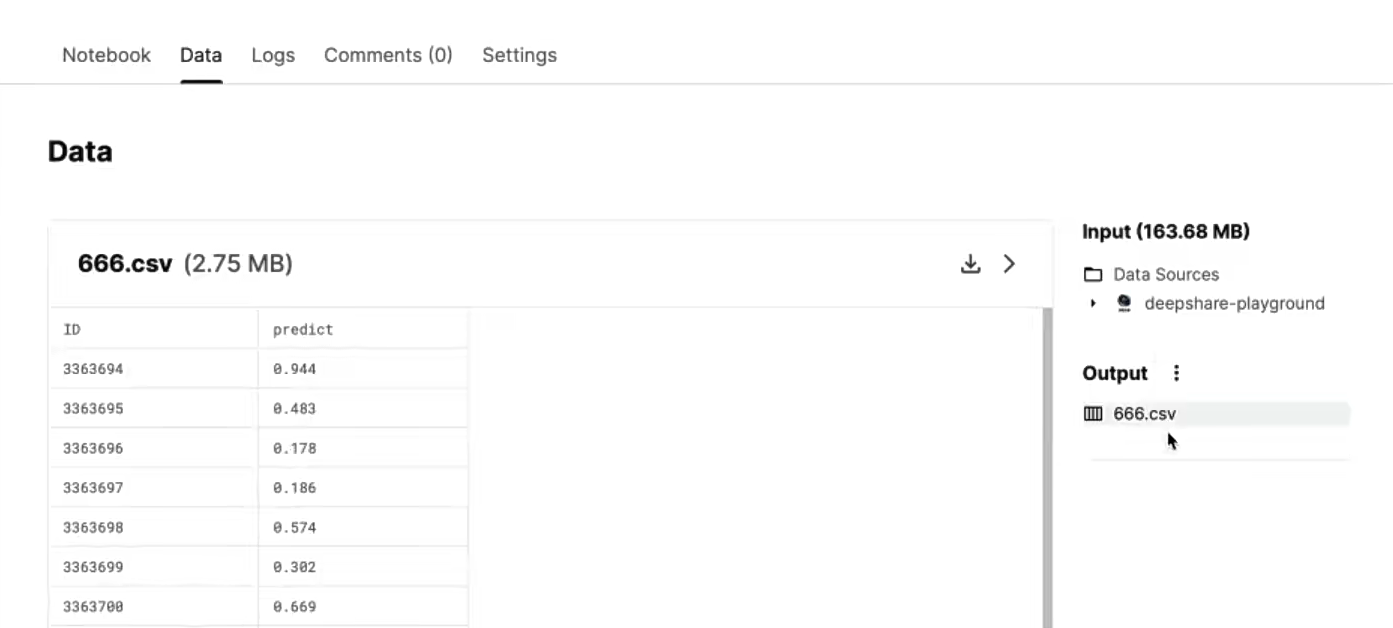 Notebook Data Logs Comments (0) Settings
Data
666.csv (2.75 MB)
ID predict
3363694 0.944
3363695 0.483
3363696 0.178
3363697 0.186
3363698 0.574
3363699 0.302
3363700 0.669
Input (163.68 MB)
Data Sources
deepshare-playground
Output
666.csv